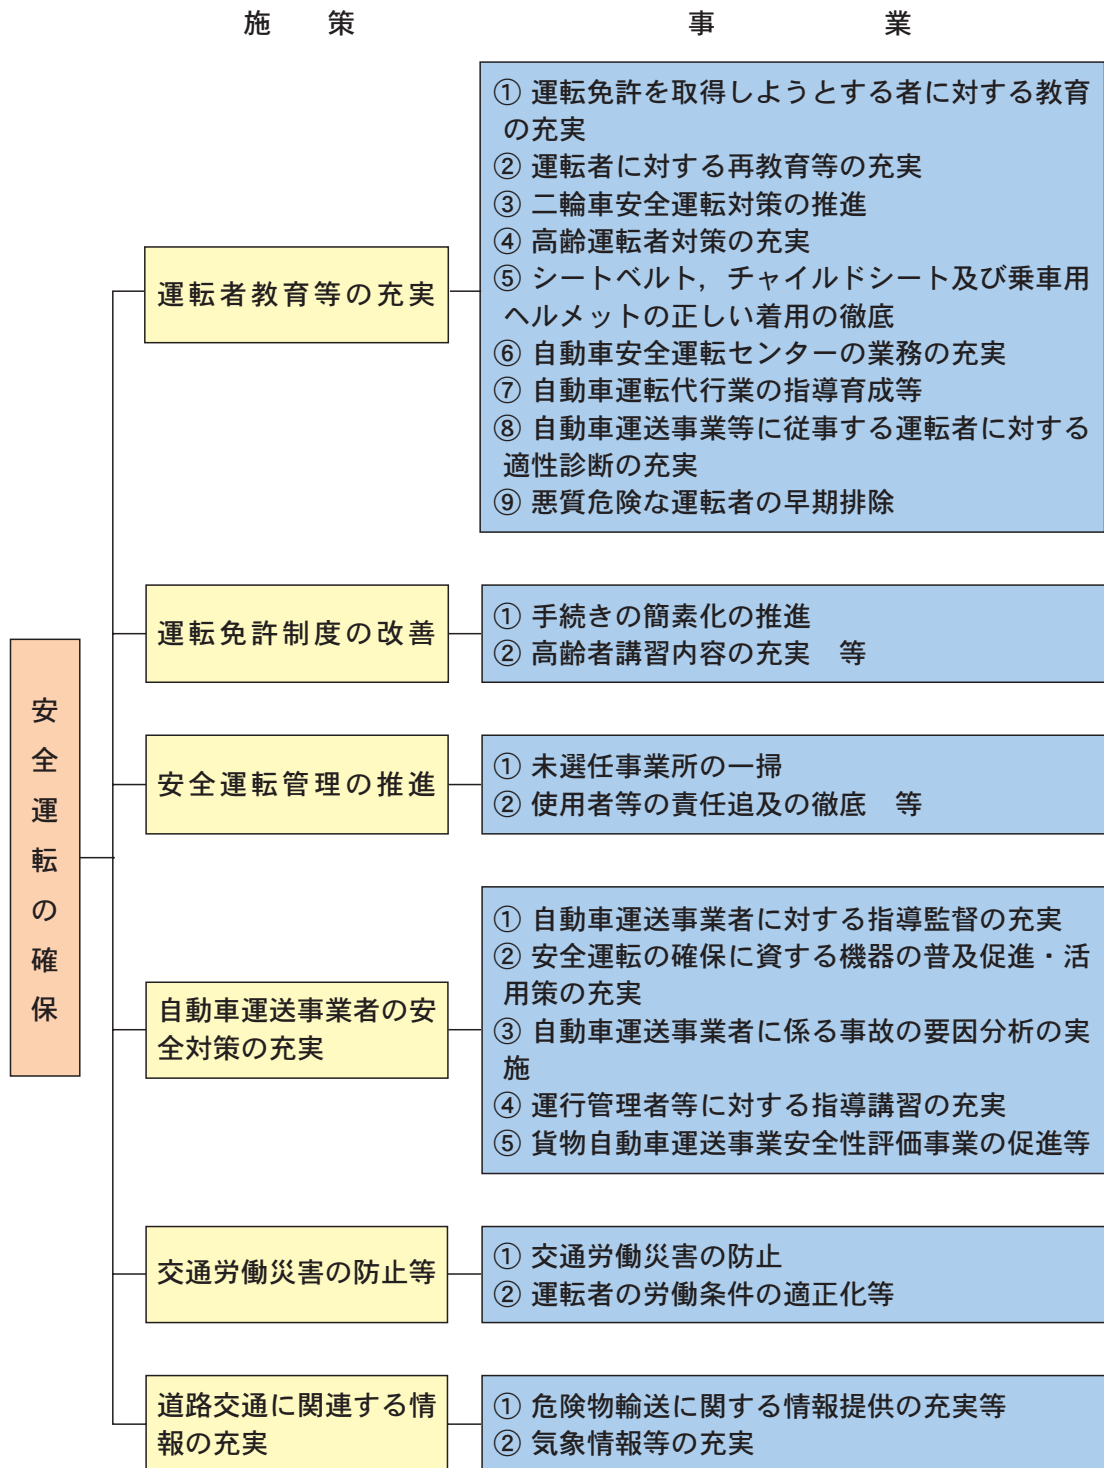 施　策
事　業
① 運転免許を取得しようとする者に対する教育
の充実
② 運転者に対する再教育等の充実
③ 二輪車安全運転対策の推進
④ 高齢運転者対策の充実
⑤ シートベルト，チャイルドシート及び乗車用
ヘルメットの正しい着用の徹底
⑥ 自動車安全運転センターの業務の充実
⑦ 自動車運転代行業の指導育成等
⑧ 自動車運送事業等に従事する運転者に対する
適性診断の充実
⑨ 悪質危険な運転者の早期排除
運転者教育等の充実
運転免許制度の改善
① 手続きの簡素化の推進
② 高齢者講習内容の充実　等
安全運転の確保
安全運転管理の推進
① 未選任事業所の一掃
② 使用者等の責任追及の徹底　等
自動車運送事業者の安
全対策の充実
① 自動車運送事業者に対する指導監督の充実
② 安全運転の確保に資する機器の普及促進・活
用策の充実
③ 自動車運送事業者に係る事故の要因分析の実
施
④ 運行管理者等に対する指導講習の充実
⑤ 貨物自動車運送事業安全性評価事業の促進等
交通労働災害の防止等
① 交通労働災害の防止
② 運転者の労働条件の適正化等
道路交通に関連する情
報の充実
① 危険物輸送に関する情報提供の充実等
② 気象情報等の充実